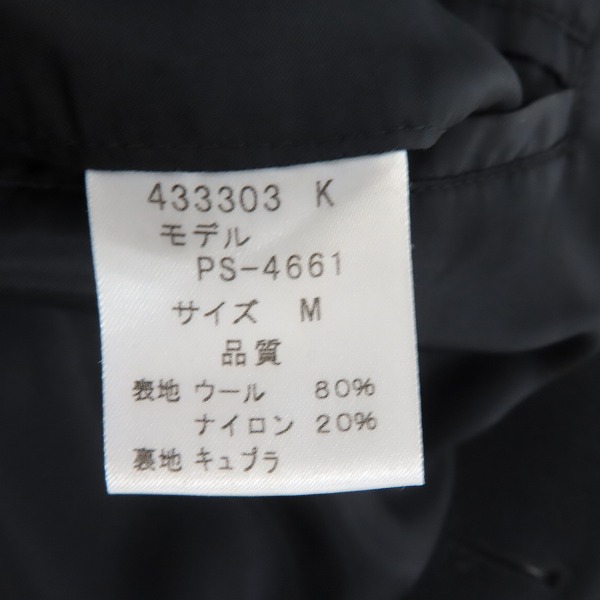 433303 K
モデル
PS-4661
サイズ M
品質
表地 ウール 80%
ナイロン 20%
裏地 キュプラ